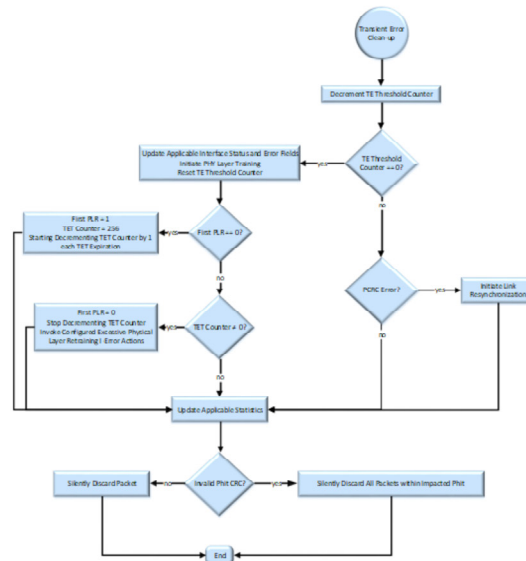 Transient Error
Clean-up
Decrement TE Threshold Counter
TE Threshold
Counter == 0?
yes
no
Update Applicable Interface Status and Error Fields
Initiate PHY Layer Training
Reset TE Threshold Counter
First PLR == 0?
yes
no
First PLR = 1
TET Counter = 256
Starting Decrementing TET Counter by 1
each TET Expiration
PCRC Error?
yes
no
Initiate Link
Resynchronization
First PLR = 0
Stop Decrementing TET Counter
Invoke Configured Excessive Physical
Layer Retraining I-Error Actions
TET Counter ≠ 0?
yes
no
Update Applicable Statistics
Invalid Phit CRC?
no
yes
Silently Discard Packet
Silently Discard All Packets within Impacted Phit
End